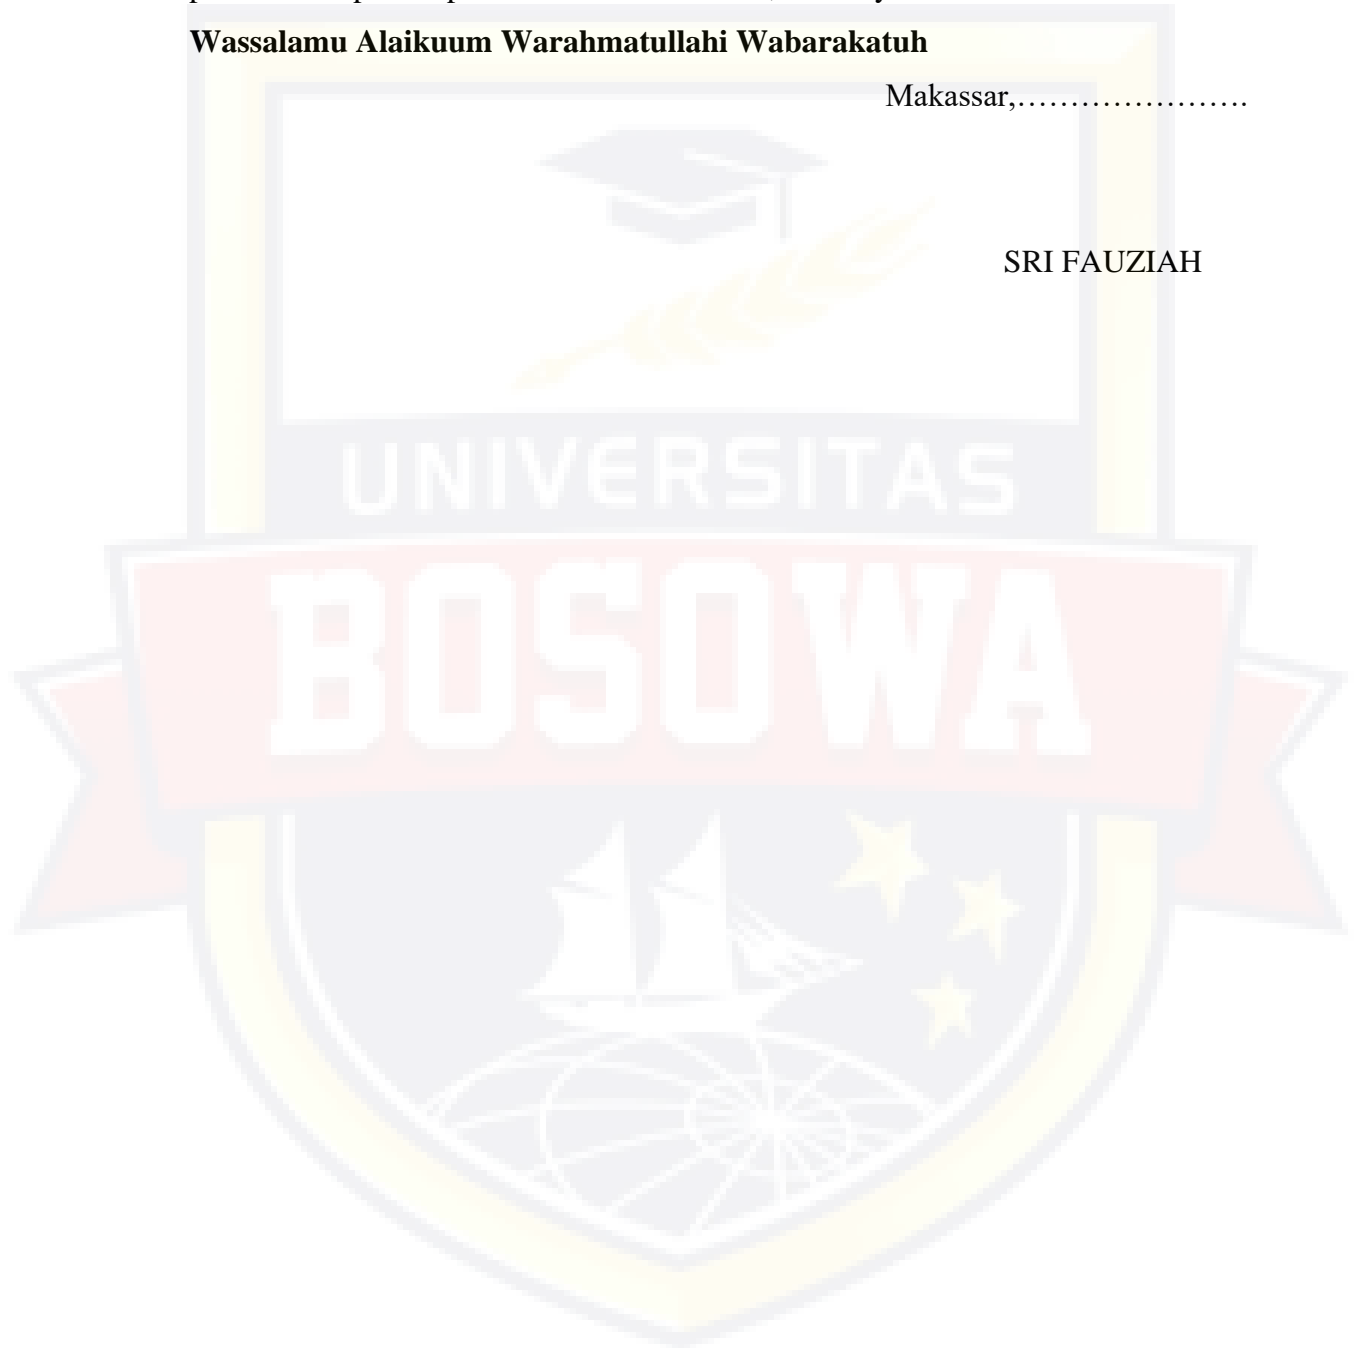 Wassalamu Alaikuum Warahmatullahi Wabarakatuh
Makassar,………………….
SRI FAUZIAH
UNIVERSITAS
BOSOWA